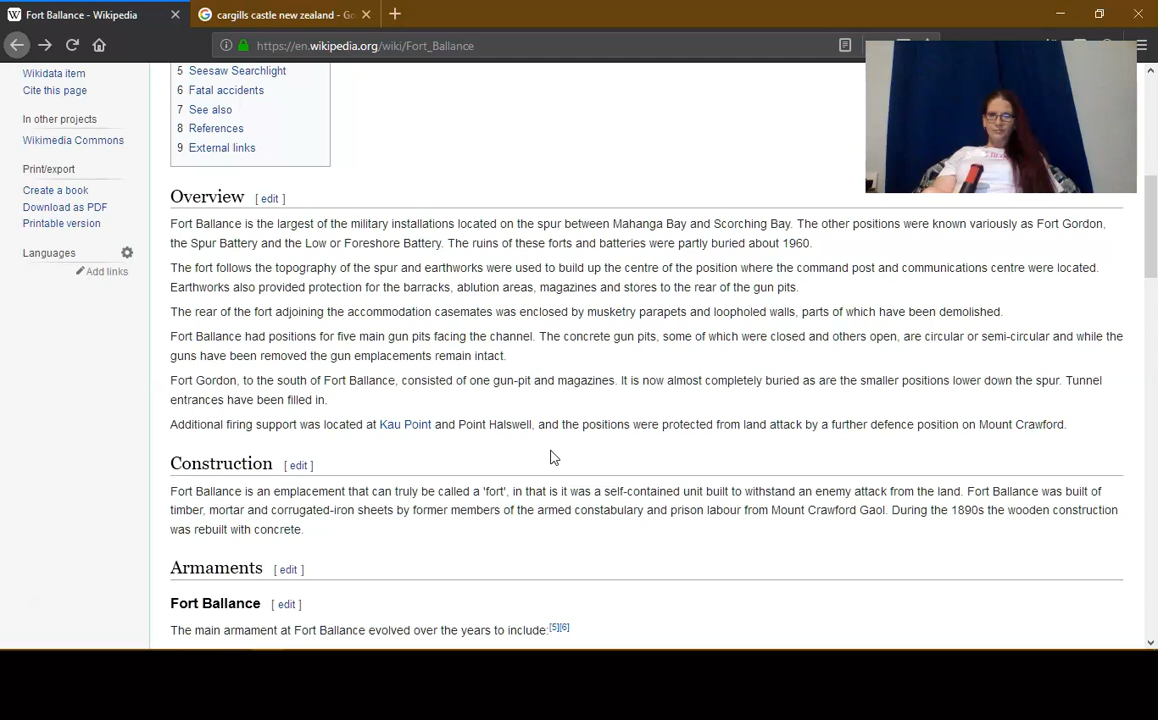 Fort Ballance - Wikipedia
cargills castle new zealand - Go
https://en.wikipedia.org/wiki/Fort_Ballance
Wikidata item
Cite this page
In other projects
Wikimedia Commons
Print/export
Create a book
Download as PDF
Printable version
Languages
Add links
5 Seesaw Searchlight
6 Fatal accidents
7 See also
8 References
9 External links
Overview [ edit ]
Fort Ballance is the largest of the military installations located on the spur between Mahanga Bay and Scorching Bay. The other positions were known variously as Fort Gordon,
the Spur Battery and the Low or Foreshore Battery. The ruins of these forts and batteries were partly buried about 1960.
The fort follows the topography of the spur and earthworks were used to build up the centre of the position where the command post and communications centre were located.
Earthworks also provided protection for the barracks, ablution areas, magazines and stores to the rear of the gun pits.
The rear of the fort adjoining the accommodation casemates was enclosed by musketry parapets and loopholed walls, parts of which have been demolished.
Fort Ballance had positions for five main gun pits facing the channel. The concrete gun pits, some of which were closed and others open, are circular or semi-circular and while the
guns have been removed the gun emplacements remain intact.
Fort Gordon, to the south of Fort Ballance, consisted of one gun-pit and magazines. It is now almost completely buried as are the smaller positions lower down the spur. Tunnel
entrances have been filled in.
Additional firing support was located at Kau Point and Point Halswell, and the positions were protected from land attack by a further defence position on Mount Crawford.
Construction [ edit ]
Fort Ballance is an emplacement that can truly be called a 'fort', in that is it was a self-contained unit built to withstand an enemy attack from the land. Fort Ballance was built of
timber, mortar and corrugated-iron sheets by former members of the armed constabulary and prison labour from Mount Crawford Gaol. During the 1890s the wooden construction
was rebuilt with concrete.
Armaments [ edit ]
Fort Ballance [ edit ]
The main armament at Fort Ballance evolved over the years to include:[5][6]